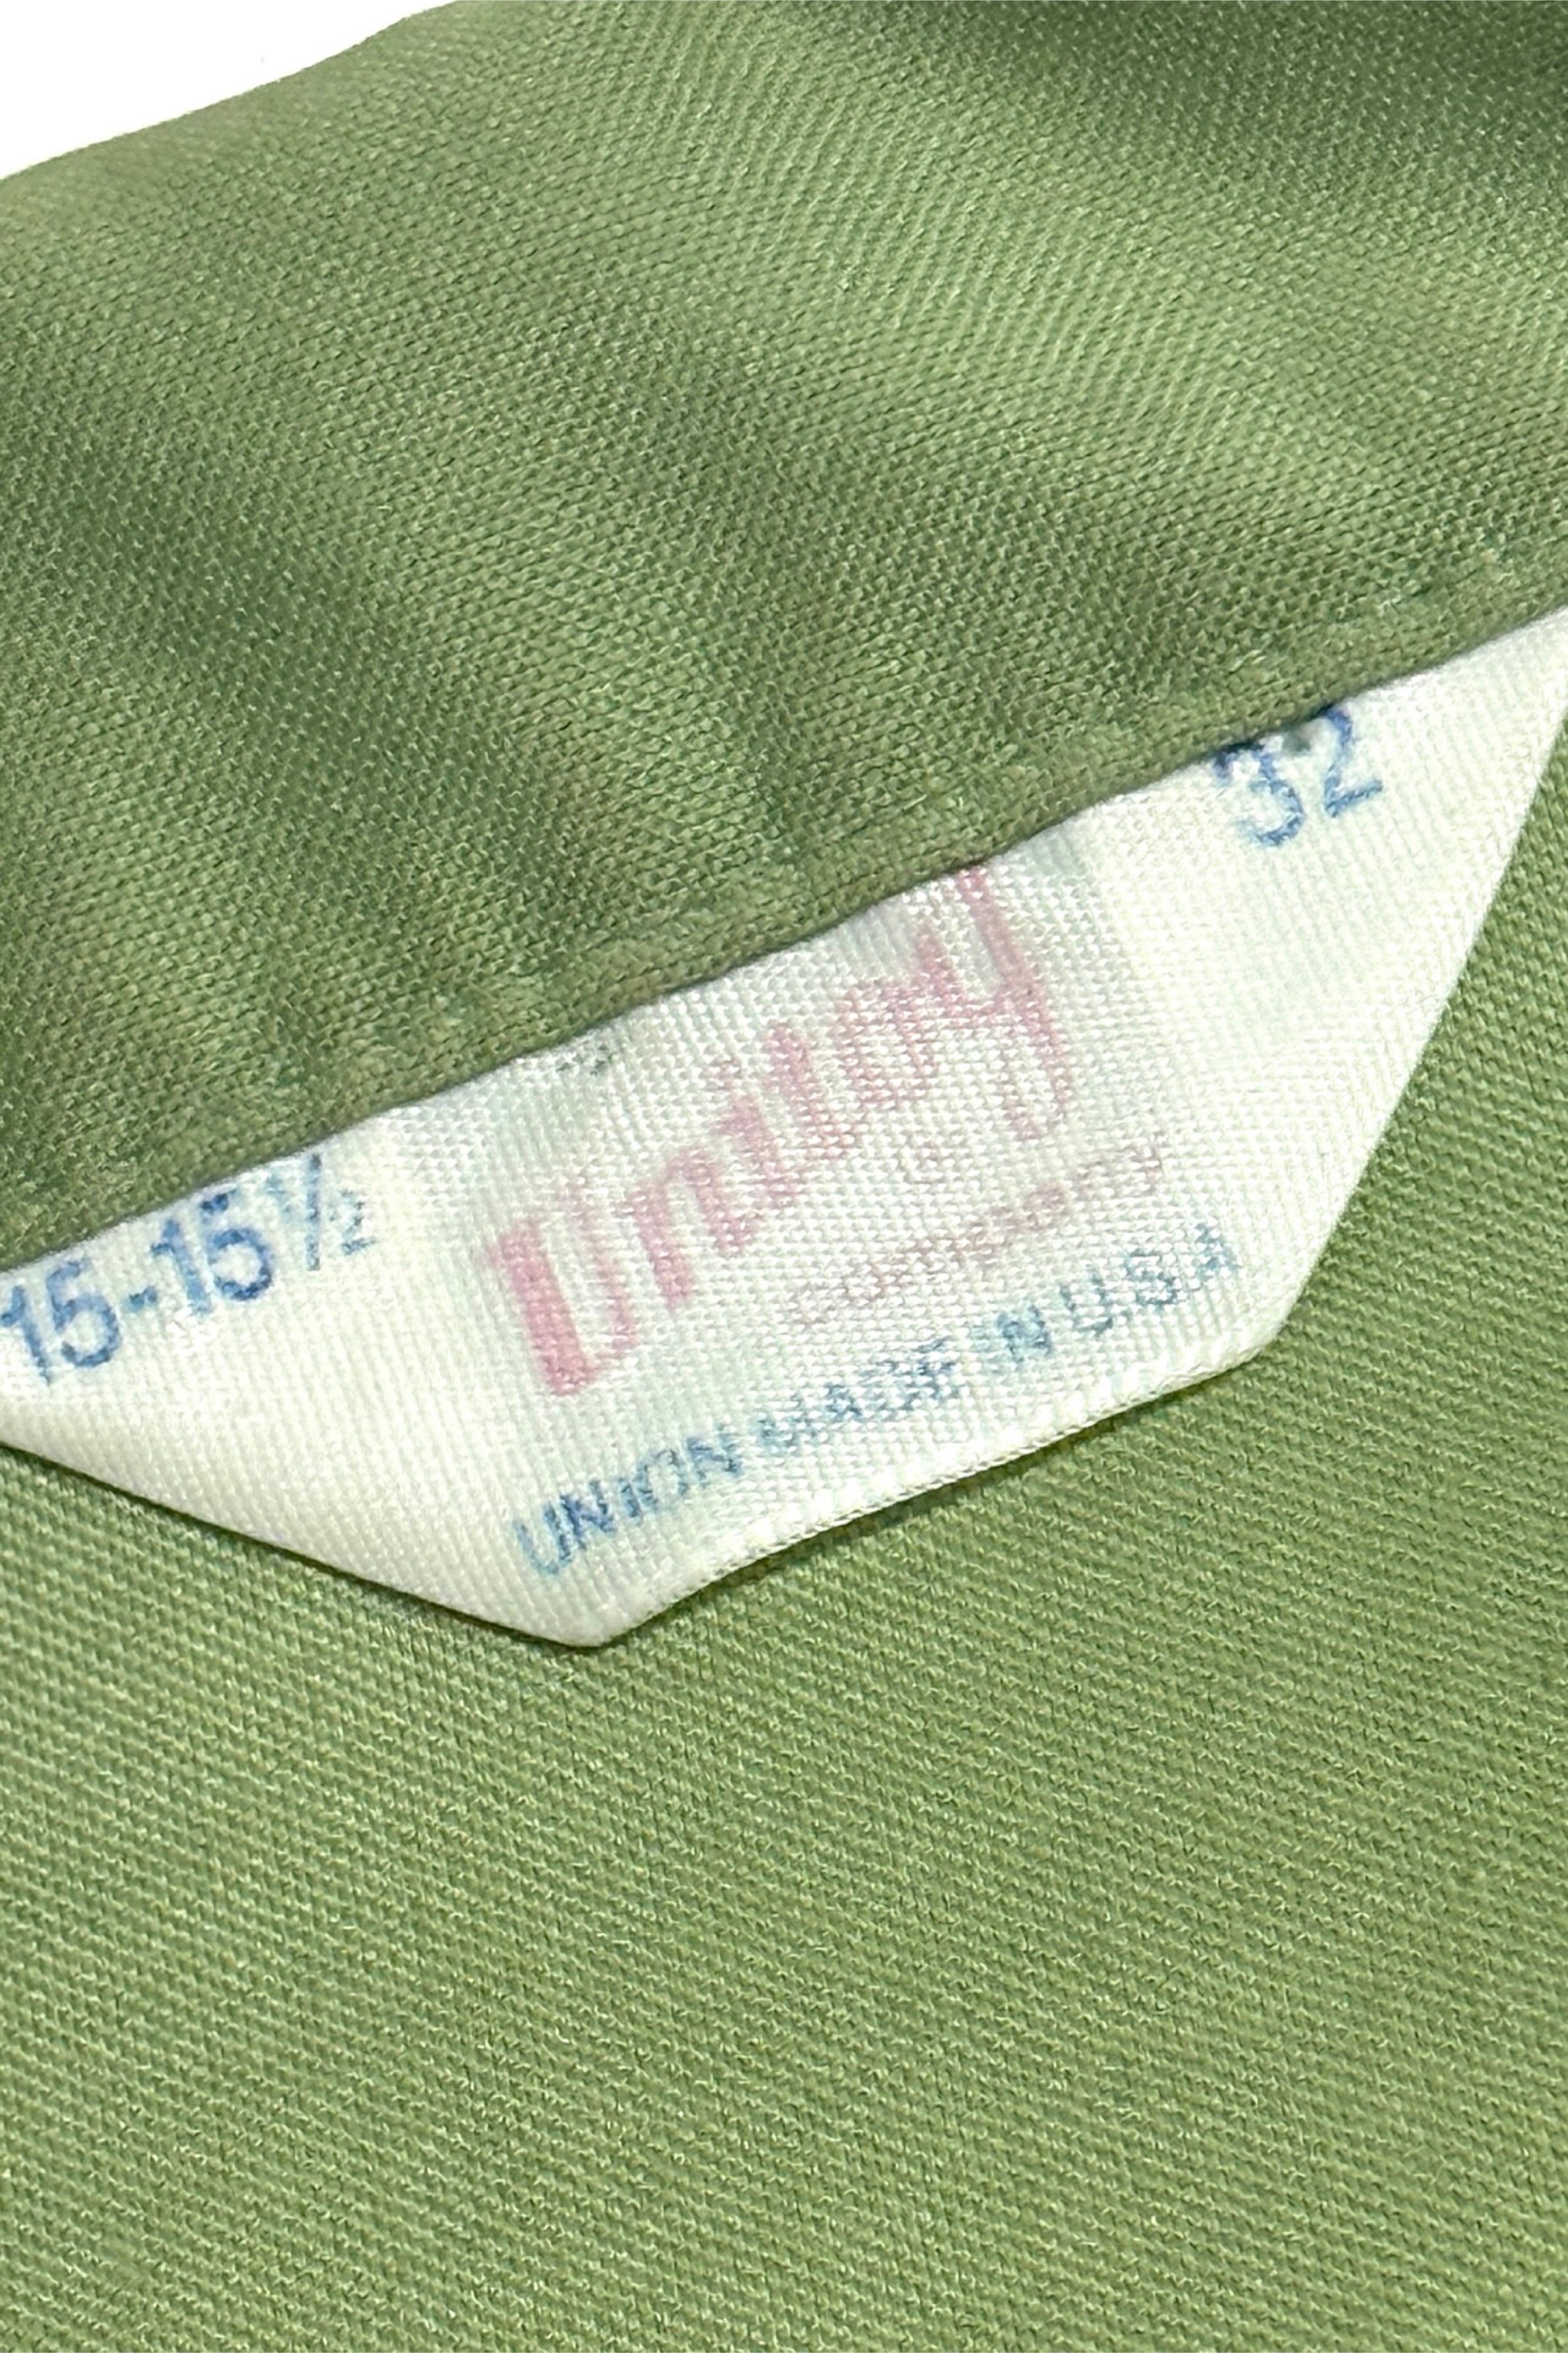 15-15½ 32
Unitog
UNION MADE IN U.S.A